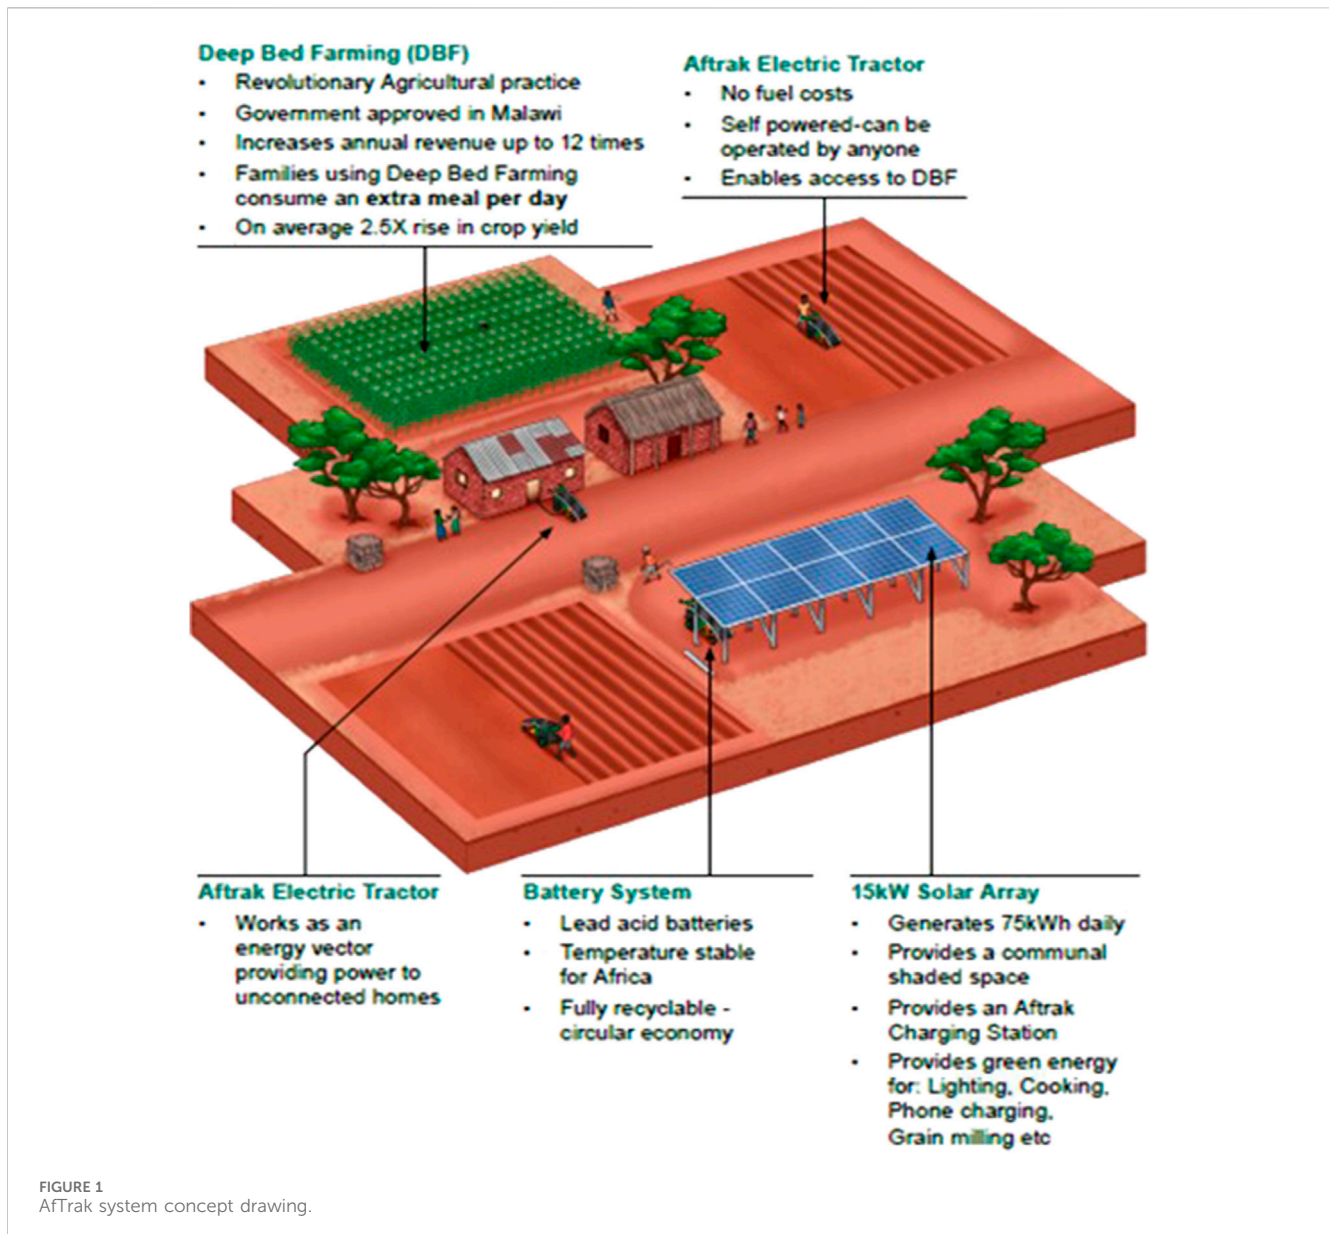 Deep Bed Farming (DBF)
• Revolutionary Agricultural practice
• Government approved in Malawi
• Increases annual revenue up to 12 times
• Families using Deep Bed Farming
consume an extra meal per day
• On average 2.5X rise in crop yield
Aftrak Electric Tractor
• No fuel costs
• Self powered-can be
operated by anyone
• Enables access to DBF
Aftrak Electric Tractor
• Works as an
energy vector
providing power to
unconnected homes
Battery System
• Lead acid batteries
• Temperature stable
for Africa
• Fully recyclable -
circular economy
15kW Solar Array
• Generates 75kWh daily
• Provides a communal
shaded space
• Provides an Aftrak
Charging Station
• Provides green energy
for: Lighting, Cooking,
Phone charging,
Grain milling etc
FIGURE 1
AfTrak system concept drawing.